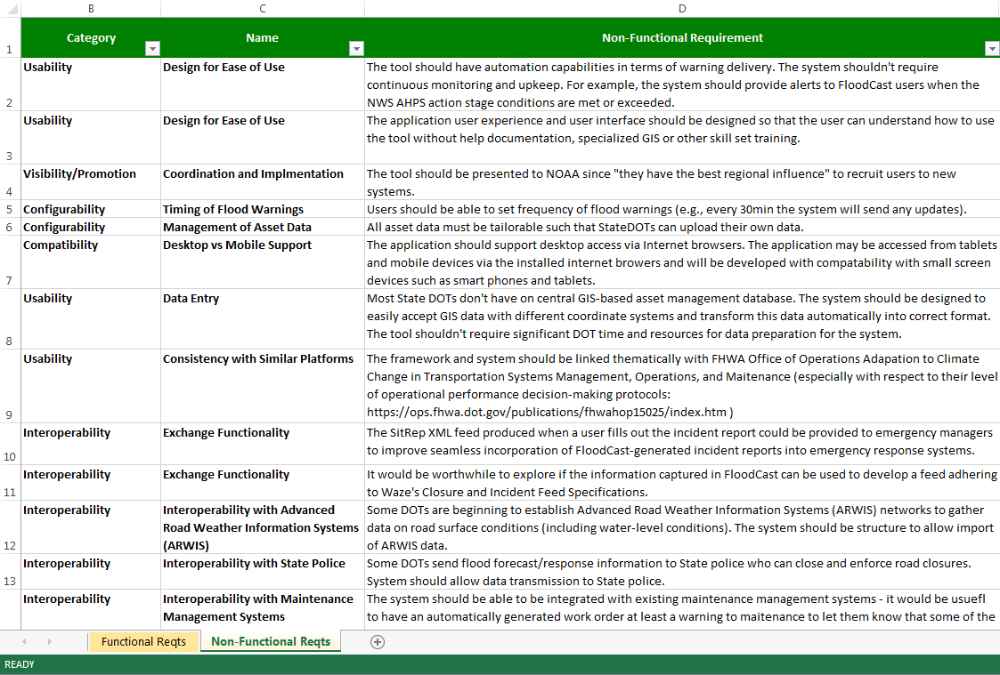 B C D
1 Category Name Non-Functional Requirement
Usability Design for Ease of Use The tool should have automation capabilities in terms of warning delivery. The system shouldn't require
continuous monitoring and upkeep. For example, the system should provide alerts to FloodCast users when the
2 NWS AHPS action stage conditions are met or exceeded.
Usability Design for Ease of Use The application user experience and user interface should be designed so that the user can understand how to use
the tool without help documentation, specialized GIS or other skill set training.
3
Visibility/Promotion Coordination and Implmentation The tool should be presented to NOAA since "they have the best regional influence" to recruit users to new
4 systems.
5 Configurability Timing of Flood Warnings Users should be able to set frequency of flood warnings (e.g., every 30min the system will send any updates).
6 Configurability Management of Asset Data All asset data must be tailorable such that StateDOTs can upload their own data.
Compatibility Desktop vs Mobile Support The application should support desktop access via Internet browsers. The application may be accessed from tablets
and mobile devices via the installed internet browers and will be developed with compatability with small screen
7 devices such as smart phones and tablets.
Usability Data Entry Most State DOTs don't have on central GIS-based asset management database. The system should be designed to
easily accept GIS data with different coordinate systems and transform this data automatically into correct format.
8 The tool shouldn't require significant DOT time and resources for data preparation for the system.
Usability Consistency with Similar Platforms The framework and system should be linked thematically with FHWA Office of Operations Adapation to Climate
Change in Transportation Systems Management, Operations, and Maitenance (especially with respect to their level
of operational performance decision-making protocols:
9 https://ops.fhwa.dot.gov/publications/fhwahop15025/index.htm )
Interoperability Exchange Functionality The SitRep XML feed produced when a user fills out the incident report could be provided to emergency managers
10 to improve seamless incorporation of FloodCast-generated incident reports into emergency response systems.
Interoperability Exchange Functionality It would be worthwhile to explore if the information captured in FloodCast can be used to develop a feed adhering
11 to Waze's Closure and Incident Feed Specifications.
Interoperability Interoperability with Advanced Some DOTs are beginning to establish Advanced Road Weather Information Systems (ARWIS) networks to gather
Road Weather Information Systems data on road surface conditions (including water-level conditions). The system should be structure to allow import
12 (ARWIS) of ARWIS data.
Interoperability Interoperability with State Police Some DOTs send flood forecast/response information to State police who can close and enforce road closures.
13 System should allow data transmission to State police.
Interoperability Interoperability with Maintenance The system should be able to be integrated with existing maintenance management systems - it would be usuefl
Management Systems to have an automatically generated work order at least a warning to maitenance to let them know that some of the
Functional Reqts Non-Functional Reqts
READY